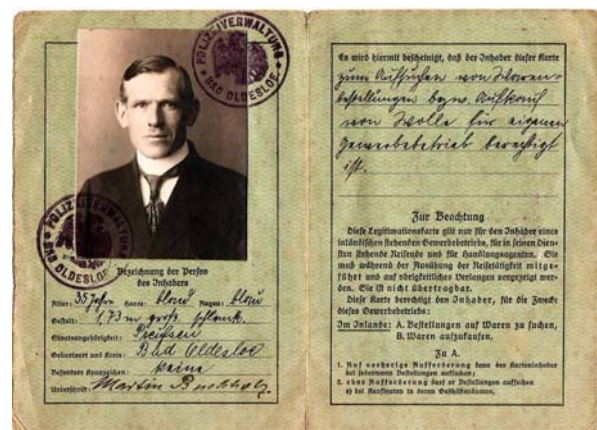 POLIZEIVERWALTUNG
BAD OLDESLOE
POLIZEIVERWALTUNG
BAD OLDESLOE
Bezeichnung der Person
des Inhabers
Alter: 35 Jahre Haare: blond Augen: blau
Gestalt: 1,73 m groß, schlank.
Staatsangehörigkeit: Preußen
Geburtsort und Kreis: Bad Oldesloe
Besondere Kennzeichen: keine
Unterschrift: Martin Buchholz.
Es wird hiermit bescheinigt, daß der Inhaber dieser Karte
zum Aufsuchen von Waren-
bestellungen bezw. Aufkauf
von Wolle für eigenen
Gewerbebetrieb berechtigt
ist.
Zur Beachtung
Diese Legitimationskarte gilt nur für den Inhaber eines
inländischen stehenden Gewerbebetriebs, für in seinen Dien-
sten stehende Reisende und für Handlungsagenten. Sie
muß während der Ausübung der Reisetätigkeit mitge-
führt und auf obrigkeitliches Verlangen vorgezeigt wer-
den. Sie ist nicht übertragbar.
Diese Karte berechtigt den Inhaber, für die Zwecke
dieses Gewerbebetriebs:
Im Inlande: A. Bestellungen auf Waren zu suchen,
B. Waren aufzukaufen.
Zu A.
1. Auf vorherige Aufforderung kann der Karteninhaber
bei jedermann Bestellungen aufsuchen;
2. ohne Aufforderung darf er Bestellungen aufsuchen
a) bei Kaufleuten in deren Geschäftsräumen,